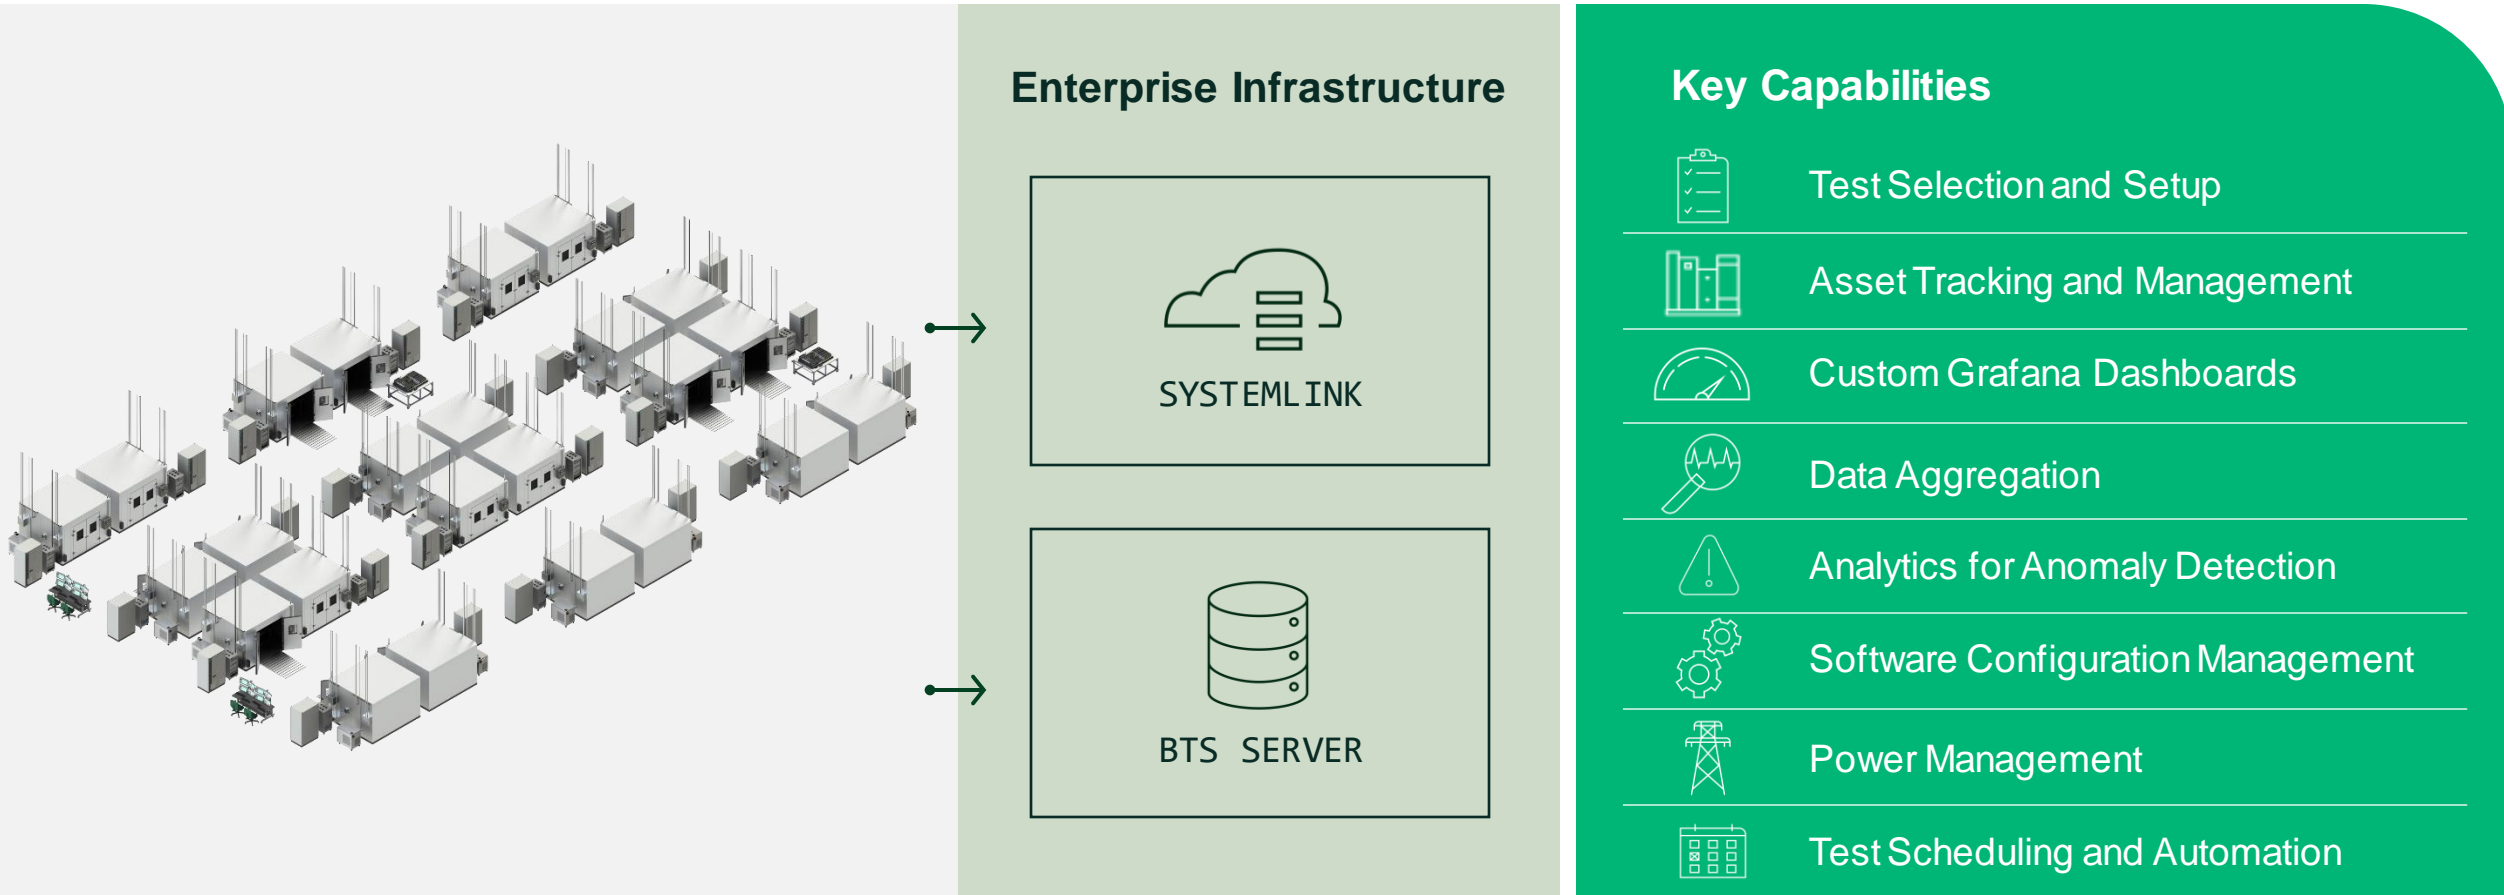 Enterprise Infrastructure
SYSTEMLINK
BTS SERVER
Key Capabilities
Test Selection and Setup
Asset Tracking and Management
Custom Grafana Dashboards
Data Aggregation
Analytics for Anomaly Detection
Software Configuration Management
Power Management
Test Scheduling and Automation